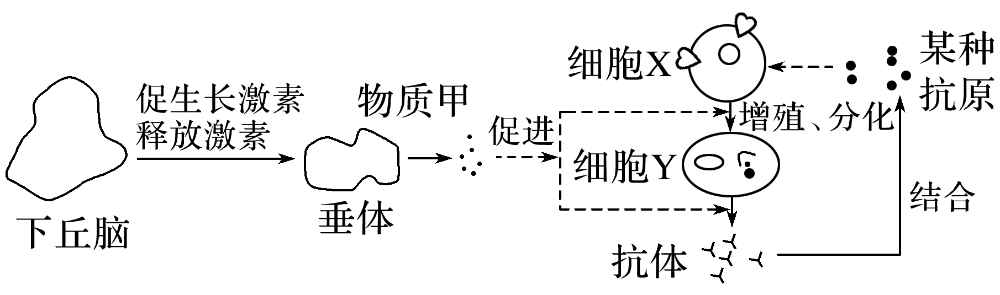 下丘脑
促生长激素
释放激素
垂体
物质甲
促进
细胞X
增殖、分化
细胞Y
抗体
某种
抗原
结合